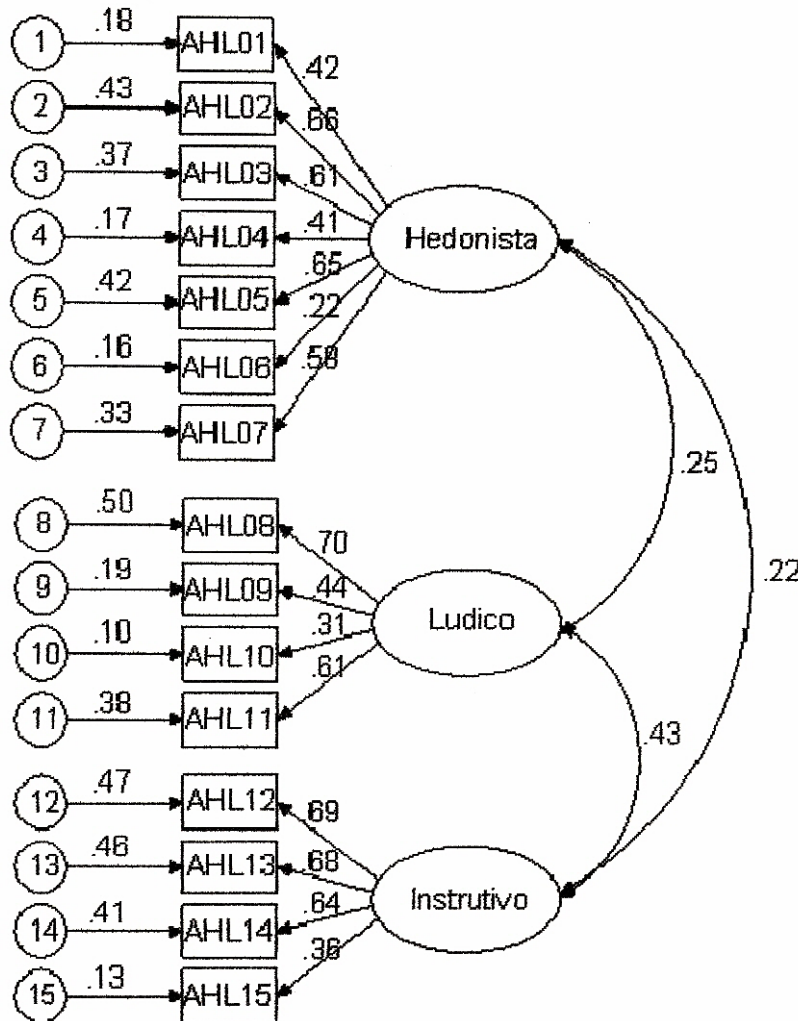 1 .18 AHL01 .42
2 .43 AHL02 .66
3 .37 AHL03 .61
4 .17 AHL04 .41 Hedonista
5 .42 AHL05 .65
6 .16 AHL06 .22
7 .33 AHL07 .58
.25
8 .50 AHL08 .70
.22
9 .19 AHL09 .44
10 .10 AHL10 .31 Ludico
11 .38 AHL11 .61
.43
12 .47 AHL12 .69
13 .46 AHL13 .68
14 .41 AHL14 .64 Instrutivo
15 .13 AHL15 .36